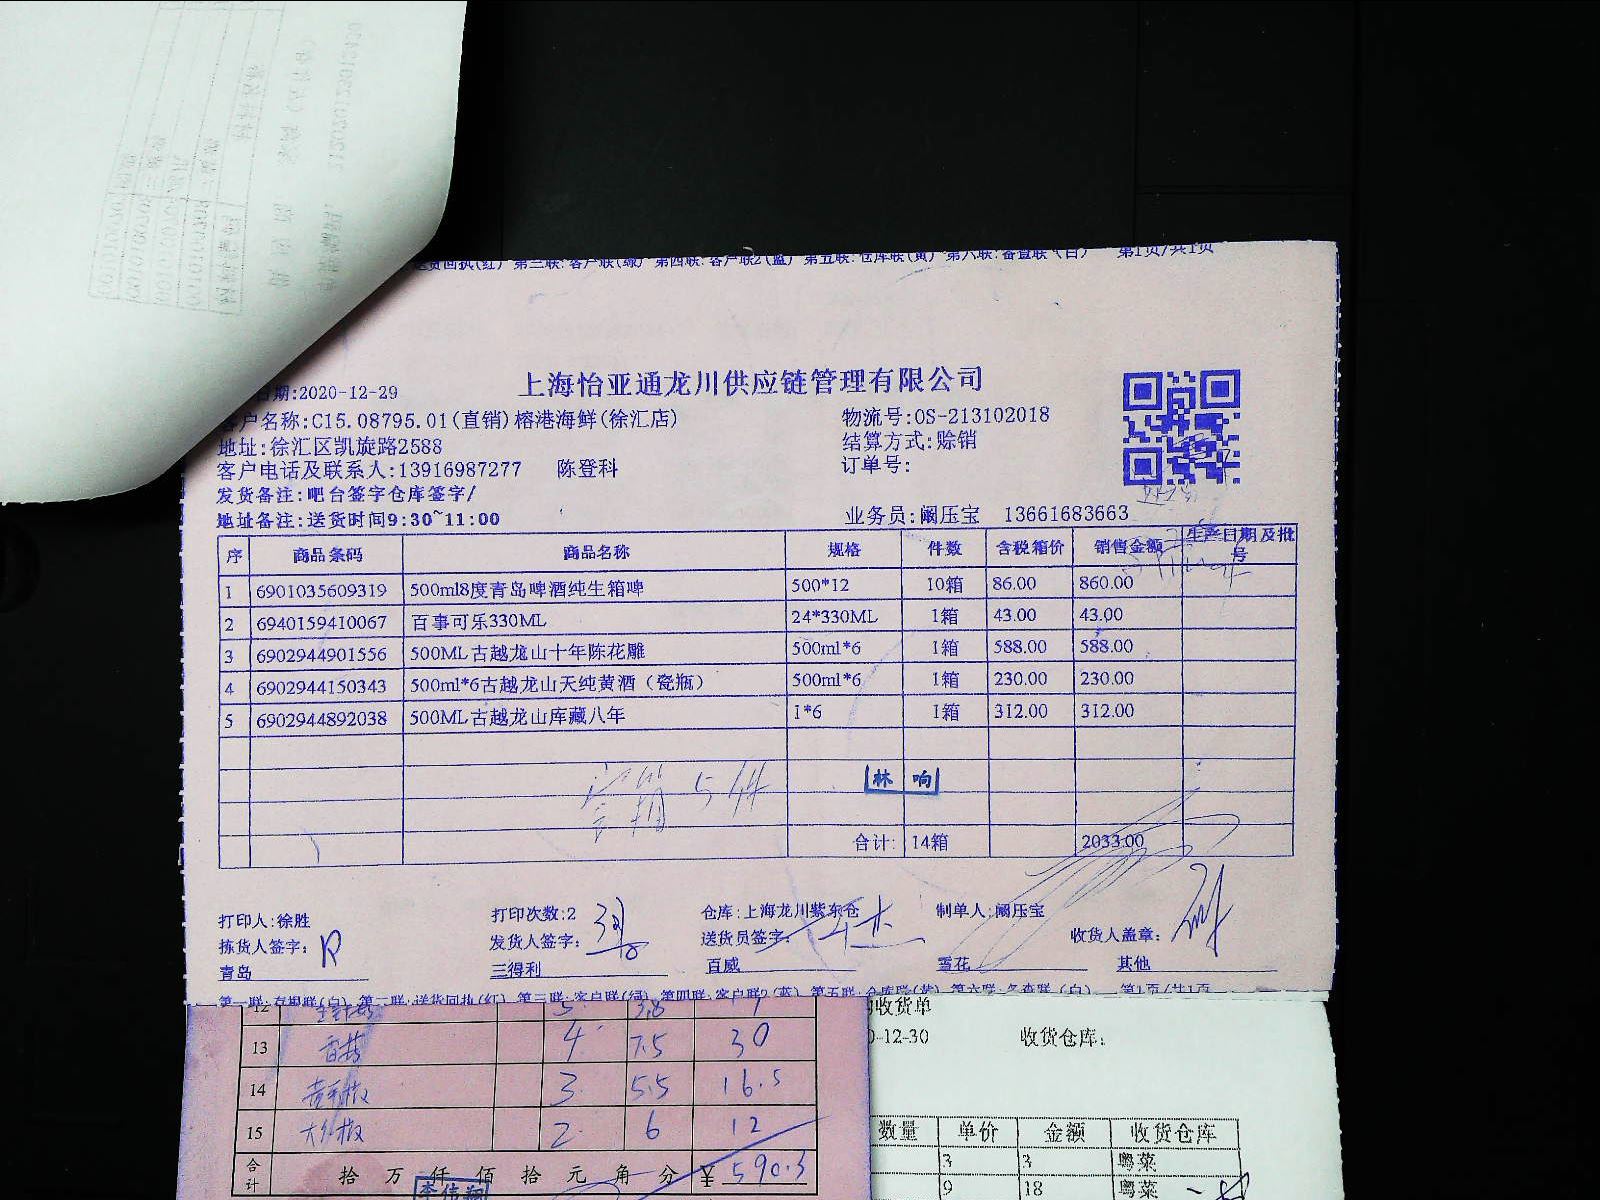 送货回执(红) 第三联:客户联(绿) 第四联:客户联2(蓝) 第五联:仓库联(黄) 第六联:备查联(白) 第1页/共1页
上海怡亚通龙川供应链管理有限公司
日期:2020-12-29
客户名称:C15.08795.01(直销)榕港海鲜(徐汇店) 物流号:OS-213102018
地址:徐汇区凯旋路2588 结算方式:赊销
客户电话及联系人:13916987277 陈登科 订单号:
发货备注:吧台签字仓库签字/
地址备注:送货时间9:30~11:00 业务员:阚压宝 13661683663
序 商品条码 商品名称 规格 件数 含税箱价 销售金额 生产日期及批号
1 6901035609319 500ml8度青岛啤酒纯生箱啤 500*12 10箱 86.00 860.00
2 6940159410067 百事可乐330ML 24*330ML 1箱 43.00 43.00
3 6902944901556 500ML古越龙山十年陈花雕 500ml*6 1箱 588.00 588.00
4 6902944150343 500ml*6古越龙山天纯黄酒（瓷瓶） 500ml*6 1箱 230.00 230.00
5 6902944892038 500ML古越龙山库藏八年 1*6 1箱 312.00 312.00
林 响
合计: 14箱 2033.00
打印人:徐胜 打印次数:2 仓库:上海龙川紫东仓 制单人:阚压宝
拣货人签字: 发货人签字: 送货员签字: 收货人盖章:
青岛 三得利 百威 雪花 其他
第一联:存根联(白) 第二联:送货回执(红) 第三联:客户联(绿) 第四联:客户联2(蓝) 第五联:仓库联(黄) 第六联:备查联(白) 第1页/共1页
12 5 3.8
13 4 7.5 30
14 3 5.5 16.5
15 2 6 12
合计 拾 万 仟 佰 拾 元 角 分 ¥590.3
李伟翔
收货单
0-12-30 收货仓库:
数量 单价 金额 收货仓库
3 3 粤菜
9 18 粤菜